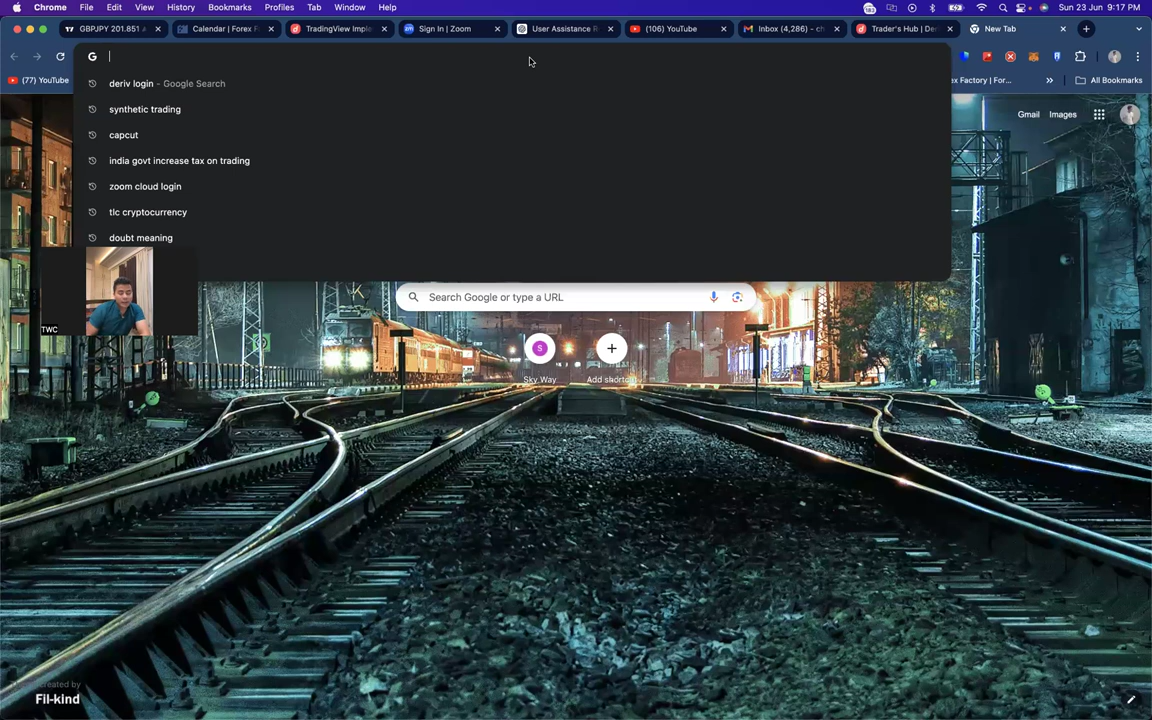 Chrome File Edit View History Bookmarks Profiles Tab Window Help Sun 23 Jun 9:17 PM
GBPJPY 201.851 Calendar | Forex F TradingView Imple Sign In | Zoom User Assistance R (106) YouTube Inbox (4,286) - ch Trader's Hub | De New Tab
(77) YouTube ex Factory | For... All Bookmarks
deriv login - Google Search
synthetic trading
capcut
india govt increase tax on trading
zoom cloud login
tlc cryptocurrency
doubt meaning
Gmail Images
Search Google or type a URL
TWC
S
Sky Way Add shortcut
created by
Fil-kind